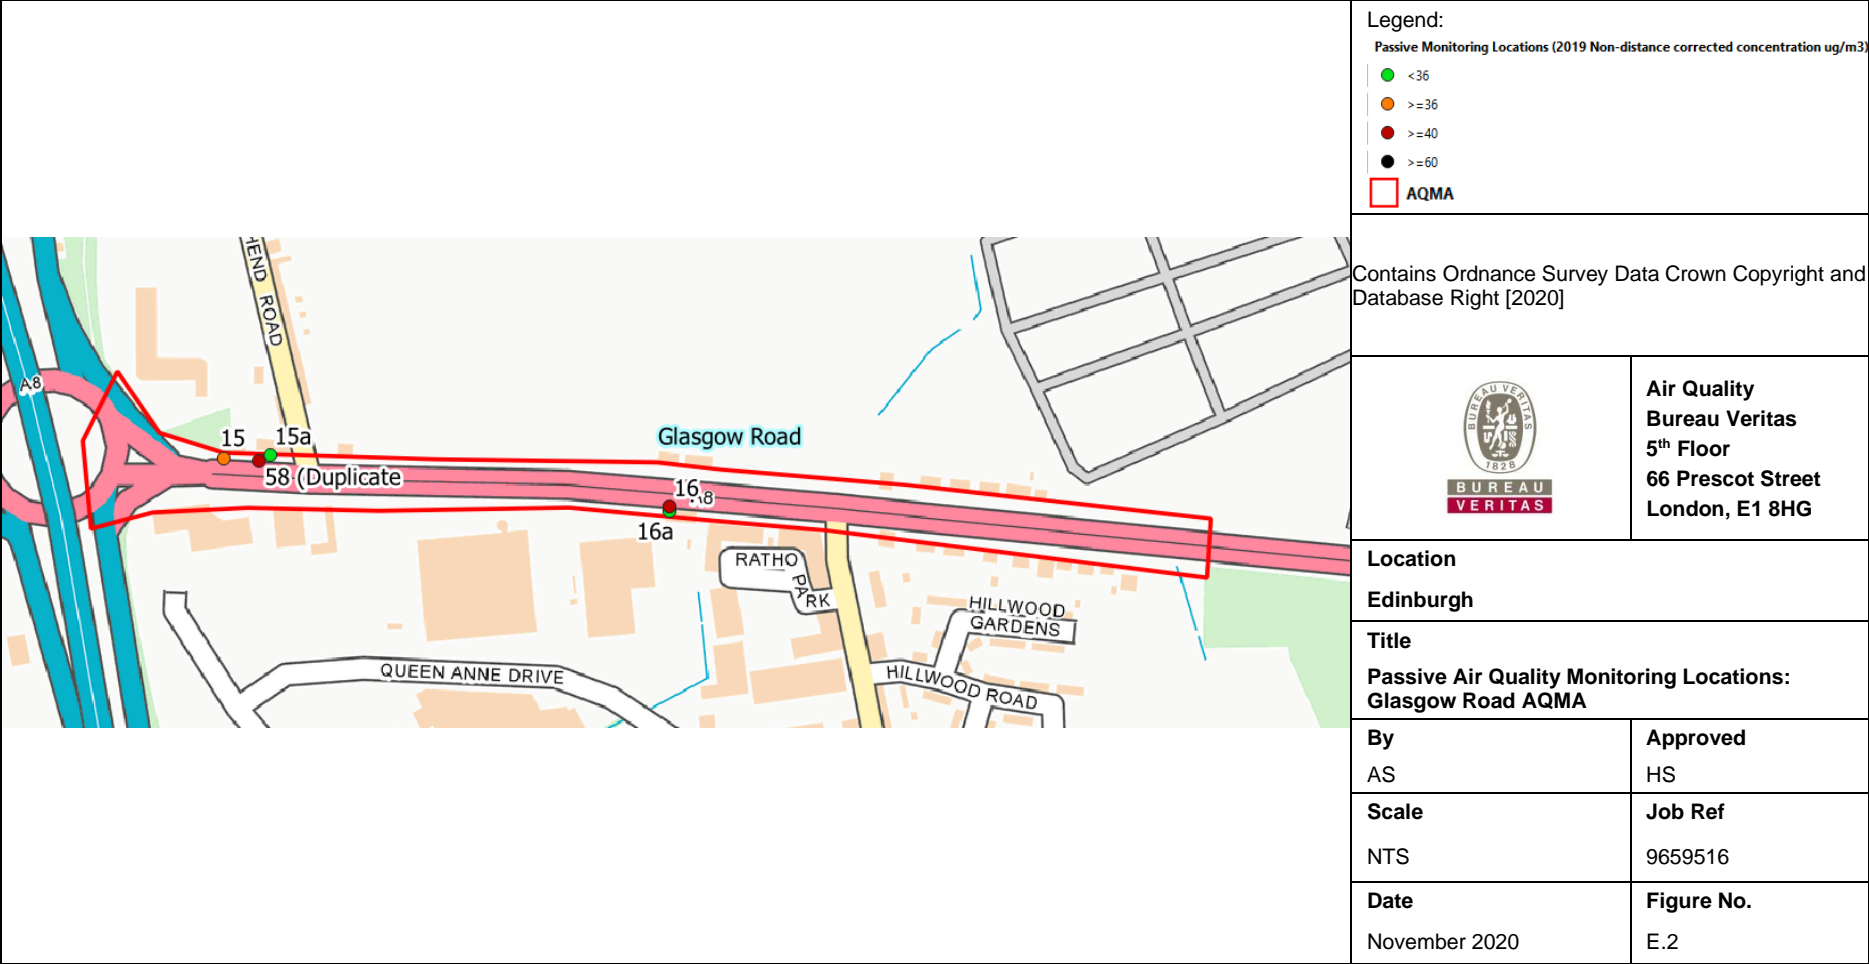 Legend:
Passive Monitoring Locations (2019 Non-distance corrected concentration ug/m3)
<36
>=36
>=40
>=60
AQMA
Contains Ordnance Survey Data Crown Copyright and
Database Right [2020]
BUREAU VERITAS
1828
BUREAU
VERITAS
Air Quality
Bureau Veritas
5th Floor
66 Prescot Street
London, E1 8HG
Location
Edinburgh
Title
Passive Air Quality Monitoring Locations:
Glasgow Road AQMA
By
AS
Approved
HS
Scale
NTS
Job Ref
9659516
Date
November 2020
Figure No.
E.2
HEND ROAD
A8
15
15a
58 (Duplicate
Glasgow Road
16
A8
16a
RATHO
PARK
HILLWOOD
GARDENS
HILLWOOD ROAD
QUEEN ANNE DRIVE